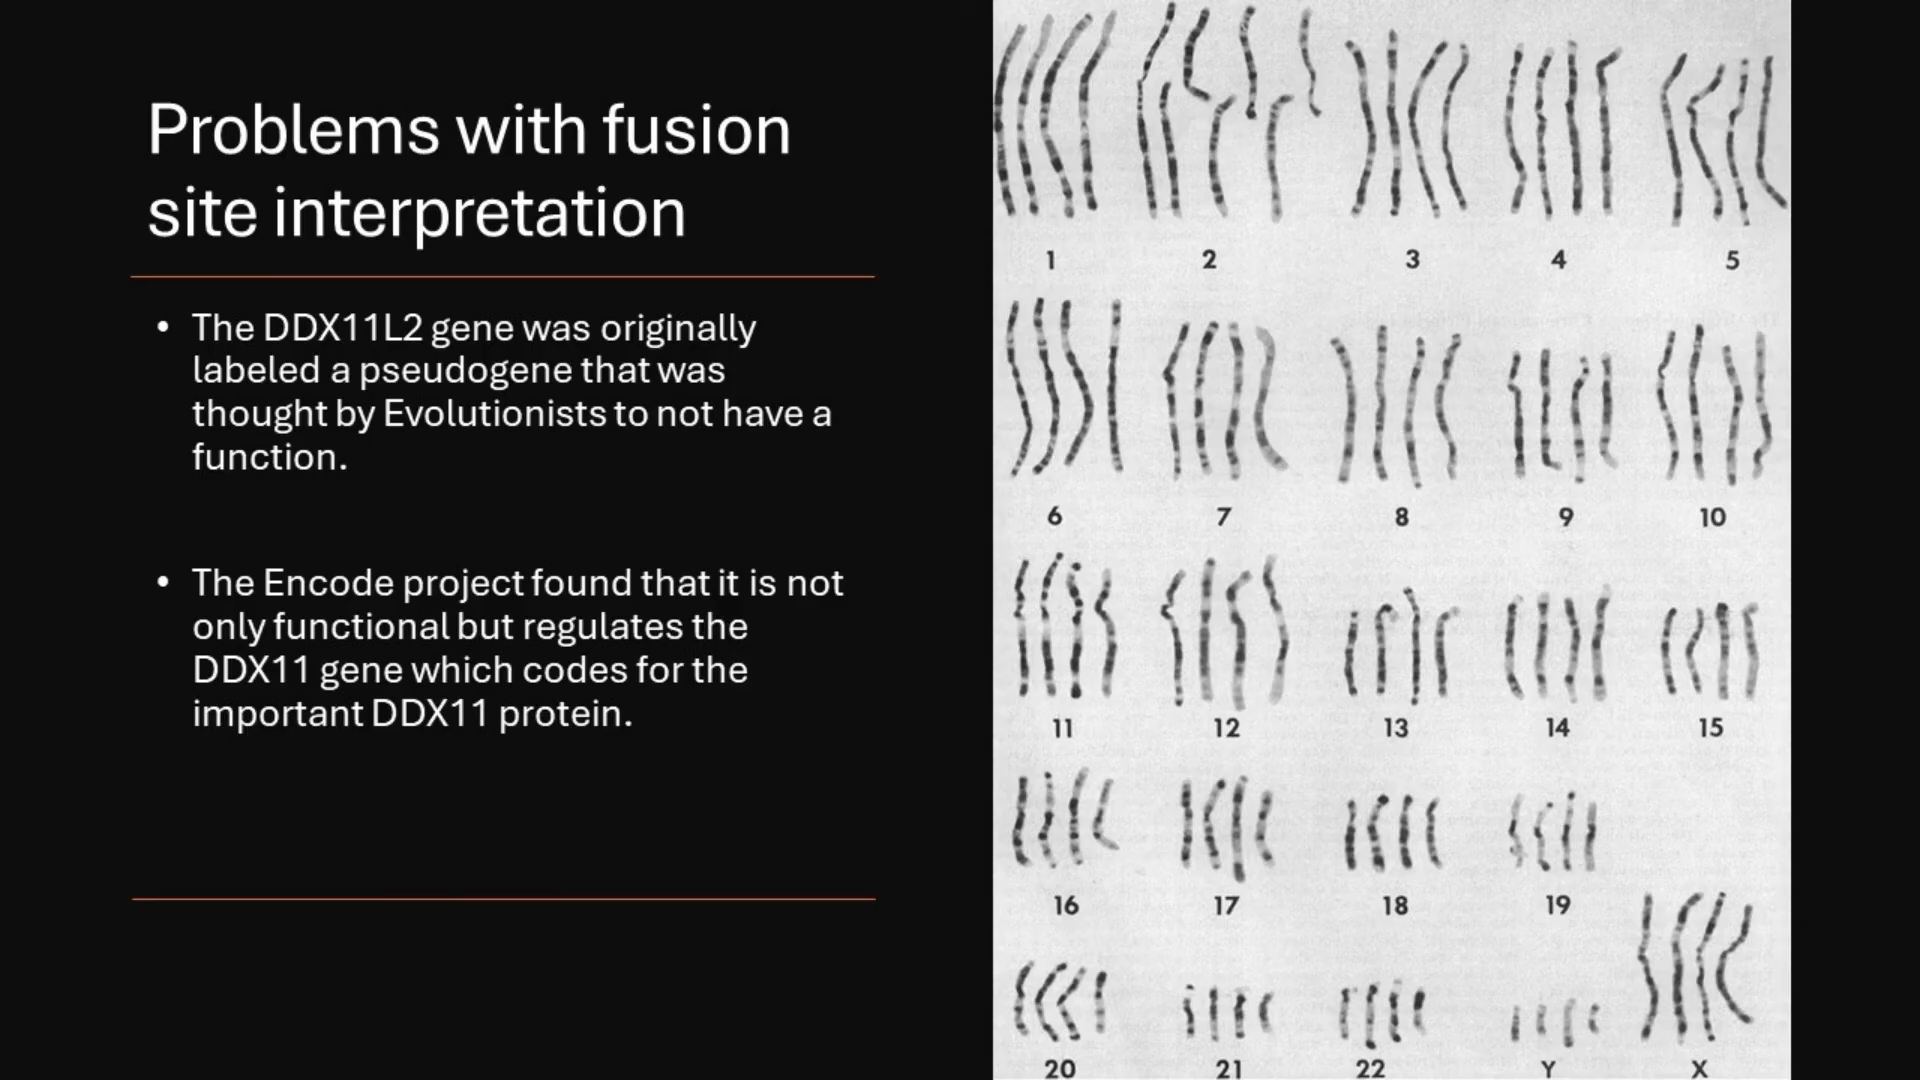 Problems with fusion
site interpretation
• The DDX11L2 gene was originally
labeled a pseudogene that was
thought by Evolutionists to not have a
function.
• The Encode project found that it is not
only functional but regulates the
DDX11 gene which codes for the
important DDX11 protein.
1 2 3 4 5
6 7 8 9 10
11 12 13 14 15
16 17 18 19
20 21 22 Y X